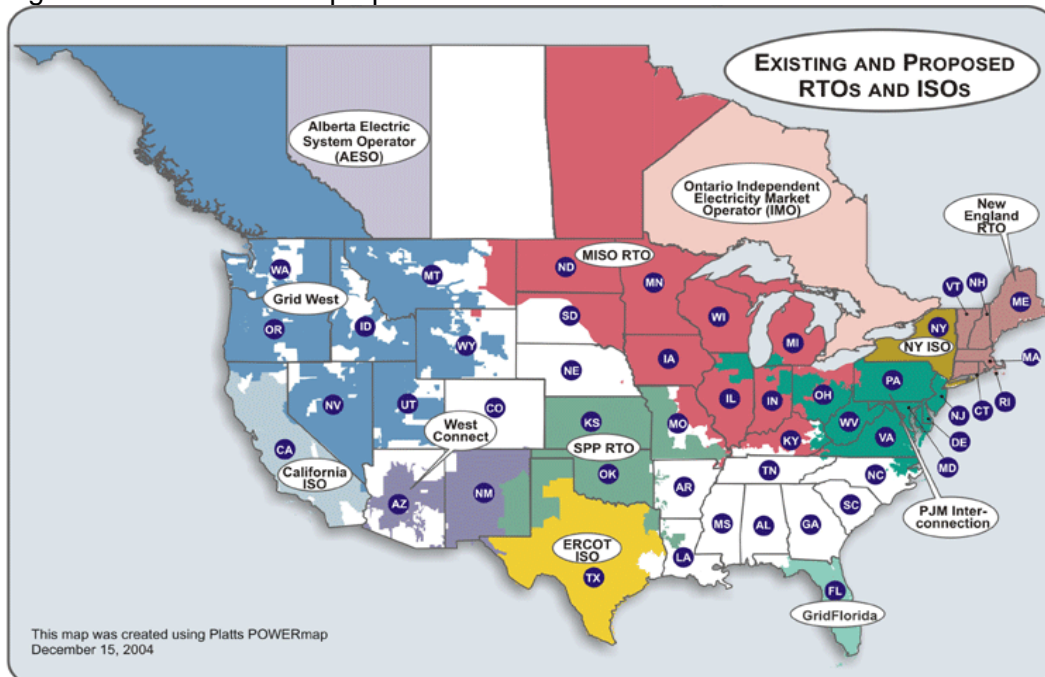 EXISTING AND PROPOSED
RTOS AND ISOS
Alberta Electric
System Operator
(AESO)
Ontario Independent
Electricity Market
Operator (IMO)
New
England
RTO
MISO RTO
WA
MT
ND
MN
VT
NH
ME
Grid West
OR
ID
SD
WI
MI
NY
NY ISO
MA
WY
IA
NE
PA
RI
CT
NV
UT
CO
IL
IN
OH
NJ
West
Connect
KS
MO
WV
VA
DE
KY
MD
CA
SPP RTO
California
ISO
OK
TN
NC
AZ
NM
AR
SC
PJM Inter-
connection
MS
AL
GA
ERCOT
ISO
LA
TX
FL
GridFlorida
This map was created using Platts POWERmap
December 15, 2004